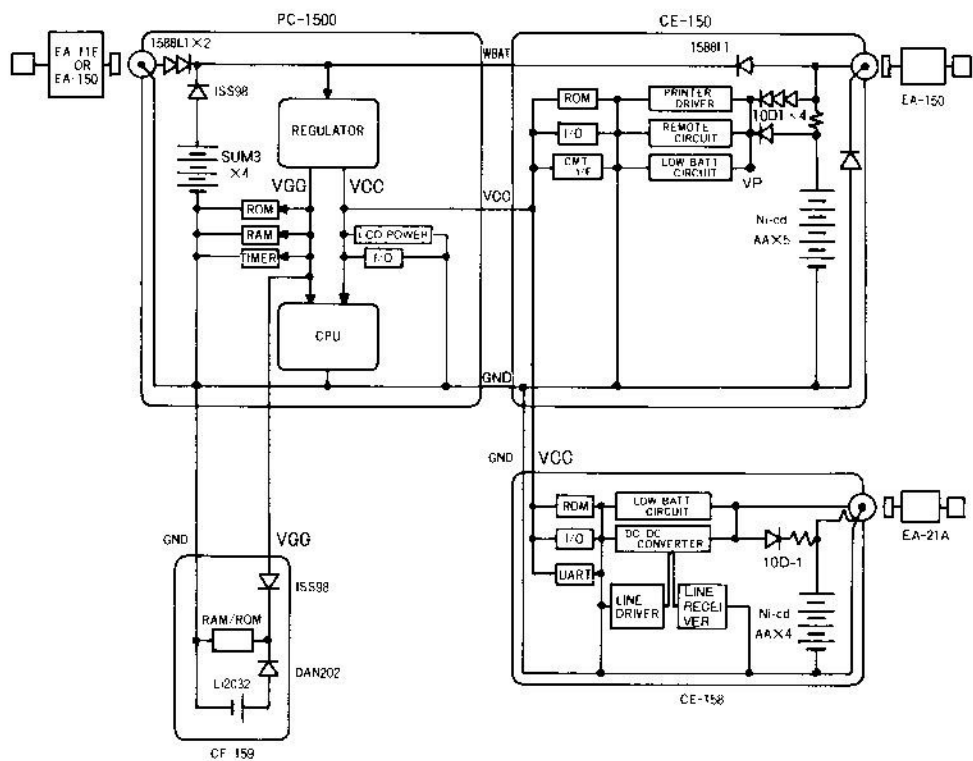 PC-1500
CE-150
EA 11E
OR
EA-150
1588L1×2
WBAT
1588L1
EA-150
ISS98
REGULATOR
ROM
PRINTER
DRIVER
10D1×4
I/O
REMOTE
CIRCUIT
CMT
I/F
LOW BATT
CIRCUIT
VP
SUM3
×4
VGG
VCC
VCC
ROM
RAM
TIMER
LCD POWER
I/O
Ni-cd
AA×5
CPU
GND
GND
VCC
ROM
LOW BATT
CIRCUIT
I/O
DC DC
CONVERTER
EA-21A
10D-1
UART
LINE
DRIVER
LINE
RECEI
VER
Ni-cd
AA×4
CE-158
GND
VGG
ISS98
RAM/ROM
DAN202
Li2C32
CE 159